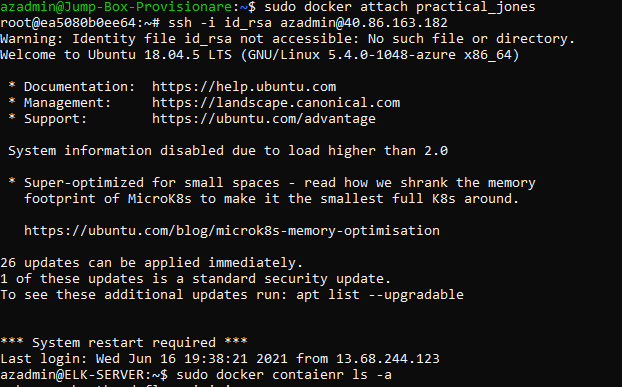 azadmin@Jump-Box-Provisionare:~$ sudo docker attach practical_jones
root@ea5080b0ee64:~# ssh -i id_rsa azadmin@40.86.163.182
Warning: Identity file id_rsa not accessible: No such file or directory.
Welcome to Ubuntu 18.04.5 LTS (GNU/Linux 5.4.0-1048-azure x86_64)
* Documentation:  https://help.ubuntu.com
* Management:     https://landscape.canonical.com
* Support:        https://ubuntu.com/advantage
System information disabled due to load higher than 2.0
* Super-optimized for small spaces - read how we shrank the memory
footprint of MicroK8s to make it the smallest full K8s around.
https://ubuntu.com/blog/microk8s-memory-optimisation
26 updates can be applied immediately.
1 of these updates is a standard security update.
To see these additional updates run: apt list --upgradable
*** System restart required ***
Last login: Wed Jun 16 19:38:21 2021 from 13.68.244.123
azadmin@ELK-SERVER:~$ sudo docker contaienr ls -a